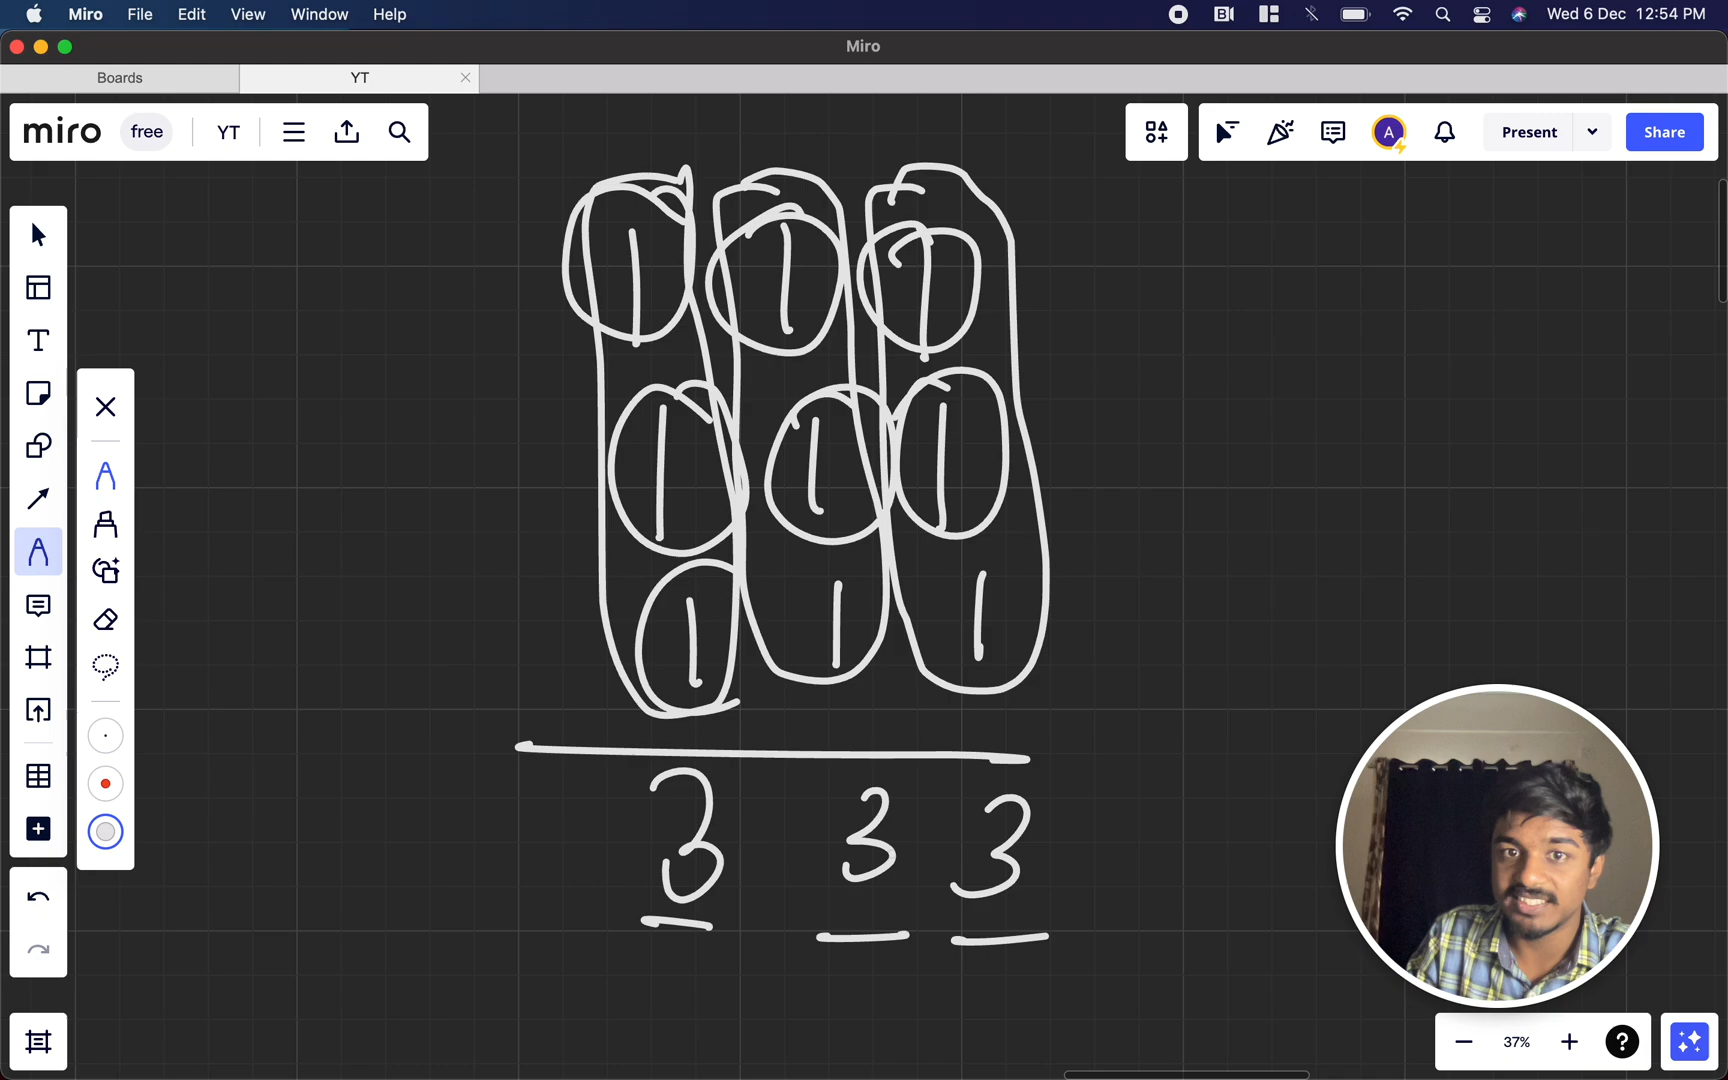 Miro File Edit View Window Help Wed 6 Dec 12:54 PM
Miro
Boards YT
miro free YT Present Share
A
1 1 1
1 1 1
1 1 1
3 3 3
37%